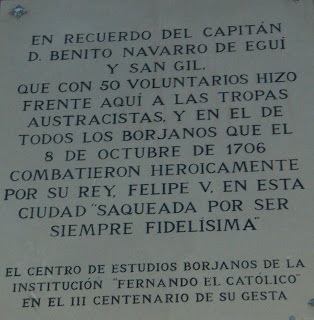 EN RECUERDO DEL CAPITÁN
D. BENITO NAVARRO DE EGUÍ
Y SAN GIL.
QUE CON 50 VOLUNTARIOS HIZO
FRENTE AQUÍ A LAS TROPAS
AUSTRACISTAS, Y EN EL DE
TODOS LOS BORJANOS QUE EL
8 DE OCTUBRE DE 1706
COMBATIERON HEROICAMENTE
POR SU REY, FELIPE V, EN ESTA
CIUDAD "SAQUEADA POR SER
SIEMPRE FIDELÍSIMA"
EL CENTRO DE ESTUDIOS BORJANOS DE LA
INSTITUCIÓN "FERNANDO EL CATÓLICO"
EN EL III CENTENARIO DE SU GESTA